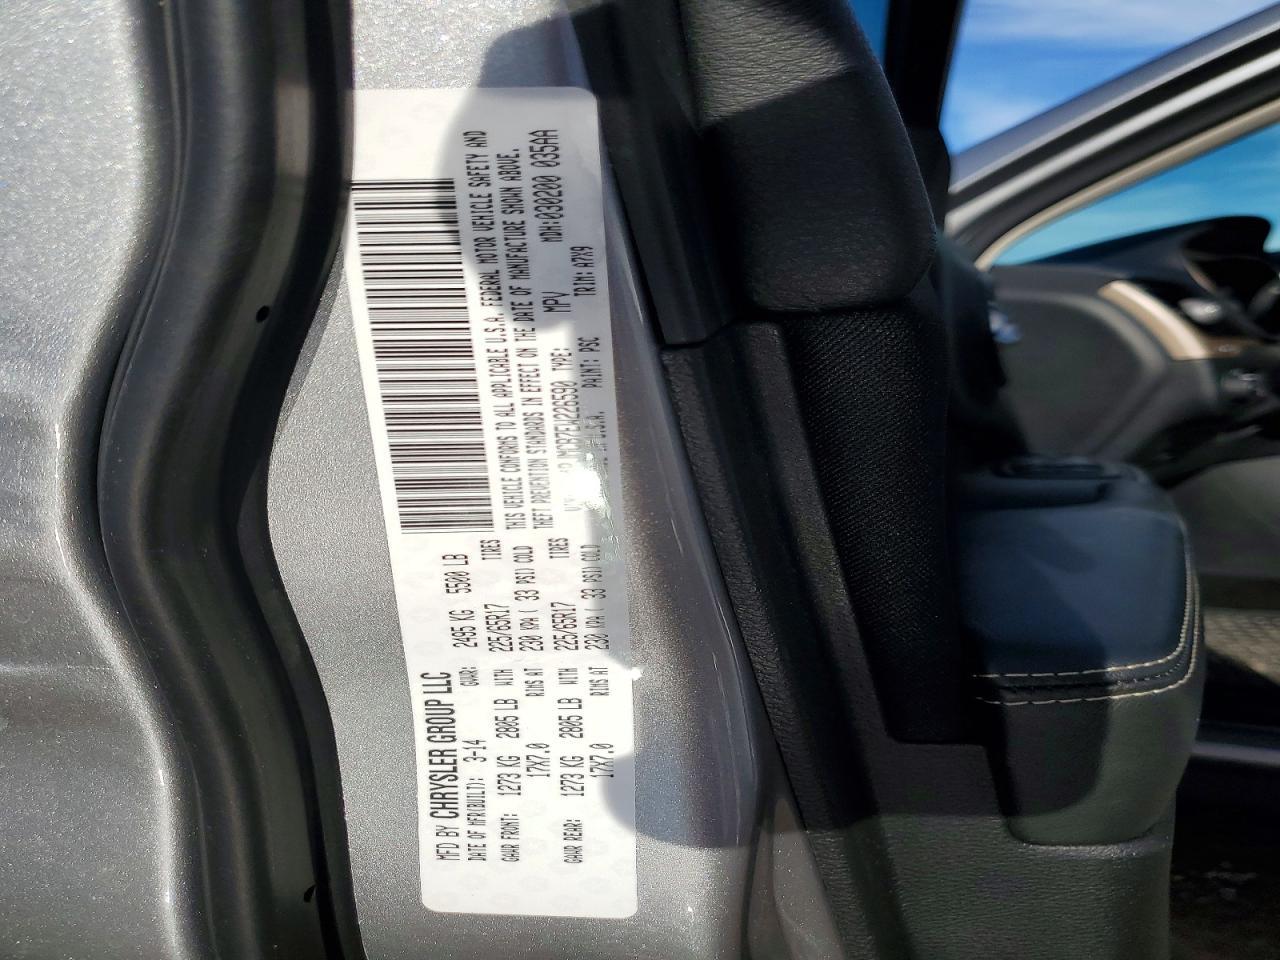 MFD BY CHRYSLER GROUP LLC
DATE OF MFR(BUILT): 3-14 GVWR: 2495 KG 5500 LB
GAWR FRONT: 1273 KG 2805 LB WITH 225/65R17 TIRES
17X7.0 RIMS AT 230 KPA ( 33 PSI) COLD
GAWR REAR: 1273 KG 2805 LB WITH 225/65R17 TIRES
17X7.0 RIMS AT 230 KPA ( 33 PSI) COLD
THIS VEHICLE CONFORMS TO ALL APPLICABLE U.S.A. FEDERAL MOTOR VEHICLE SAFETY AND
THEFT PREVENTION STANDARDS IN EFFECT ON THE DATE OF MANUFACTURE SHOWN ABOVE.
TYPE: MPV MDH:030200 035AA
IN U.S.A. PAINT: PSC TRIM: A7X9